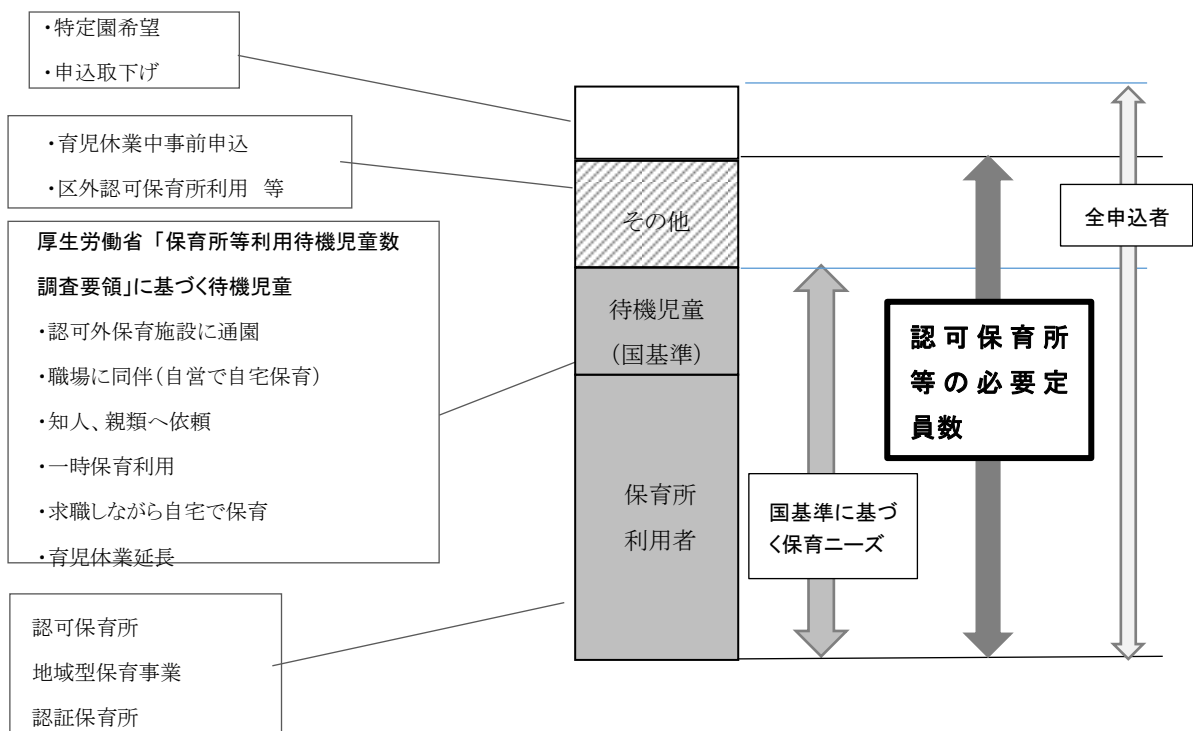 ・特定園希望
・申込取下げ
・育児休業中事前申込
・区外認可保育所利用 等
厚生労働省「保育所等利用待機児童数
調査要領」に基づく待機児童
・認可外保育施設に通園
・職場に同伴（自営で自宅保育）
・知人、親類へ依頼
・一時保育利用
・求職しながら自宅で保育
・育児休業延長
認可保育所
地域型保育事業
認証保育所
その他
待機児童
（国基準）
保育所
利用者
国基準に基づ
く保育ニーズ
認可保育所
等の必要定
員数
全申込者